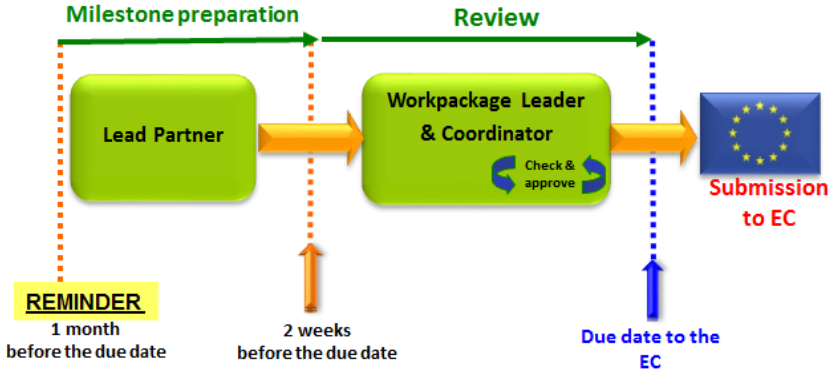 Milestone preparation
Review
Lead Partner
Workpackage Leader
& Coordinator
Check &
approve
Submission
to EC
REMINDER
1 month
before the due date
2 weeks
before the due date
Due date to the
EC